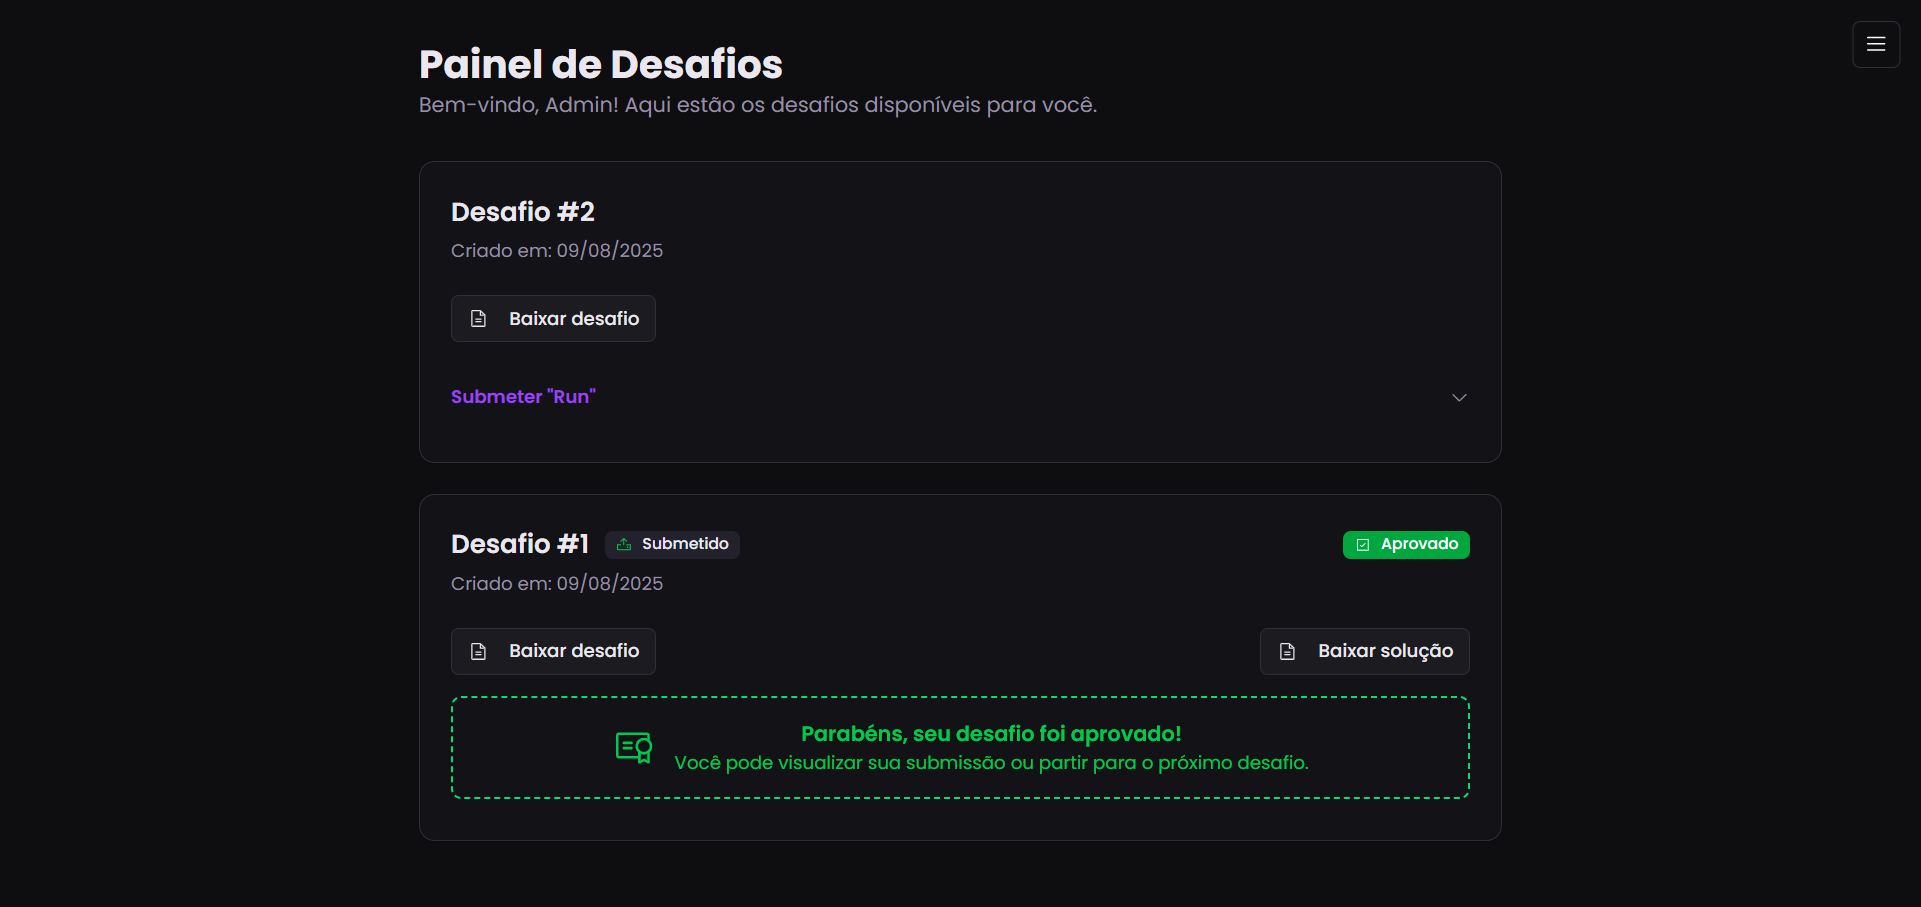 Painel de Desafios
Bem-vindo, Admin! Aqui estão os desafios disponíveis para você.
Desafio #2
Criado em: 09/08/2025
Baixar desafio
Submeter "Run"
Desafio #1
Submetido
Aprovado
Criado em: 09/08/2025
Baixar desafio
Baixar solução
Parabéns, seu desafio foi aprovado!
Você pode visualizar sua submissão ou partir para o próximo desafio.